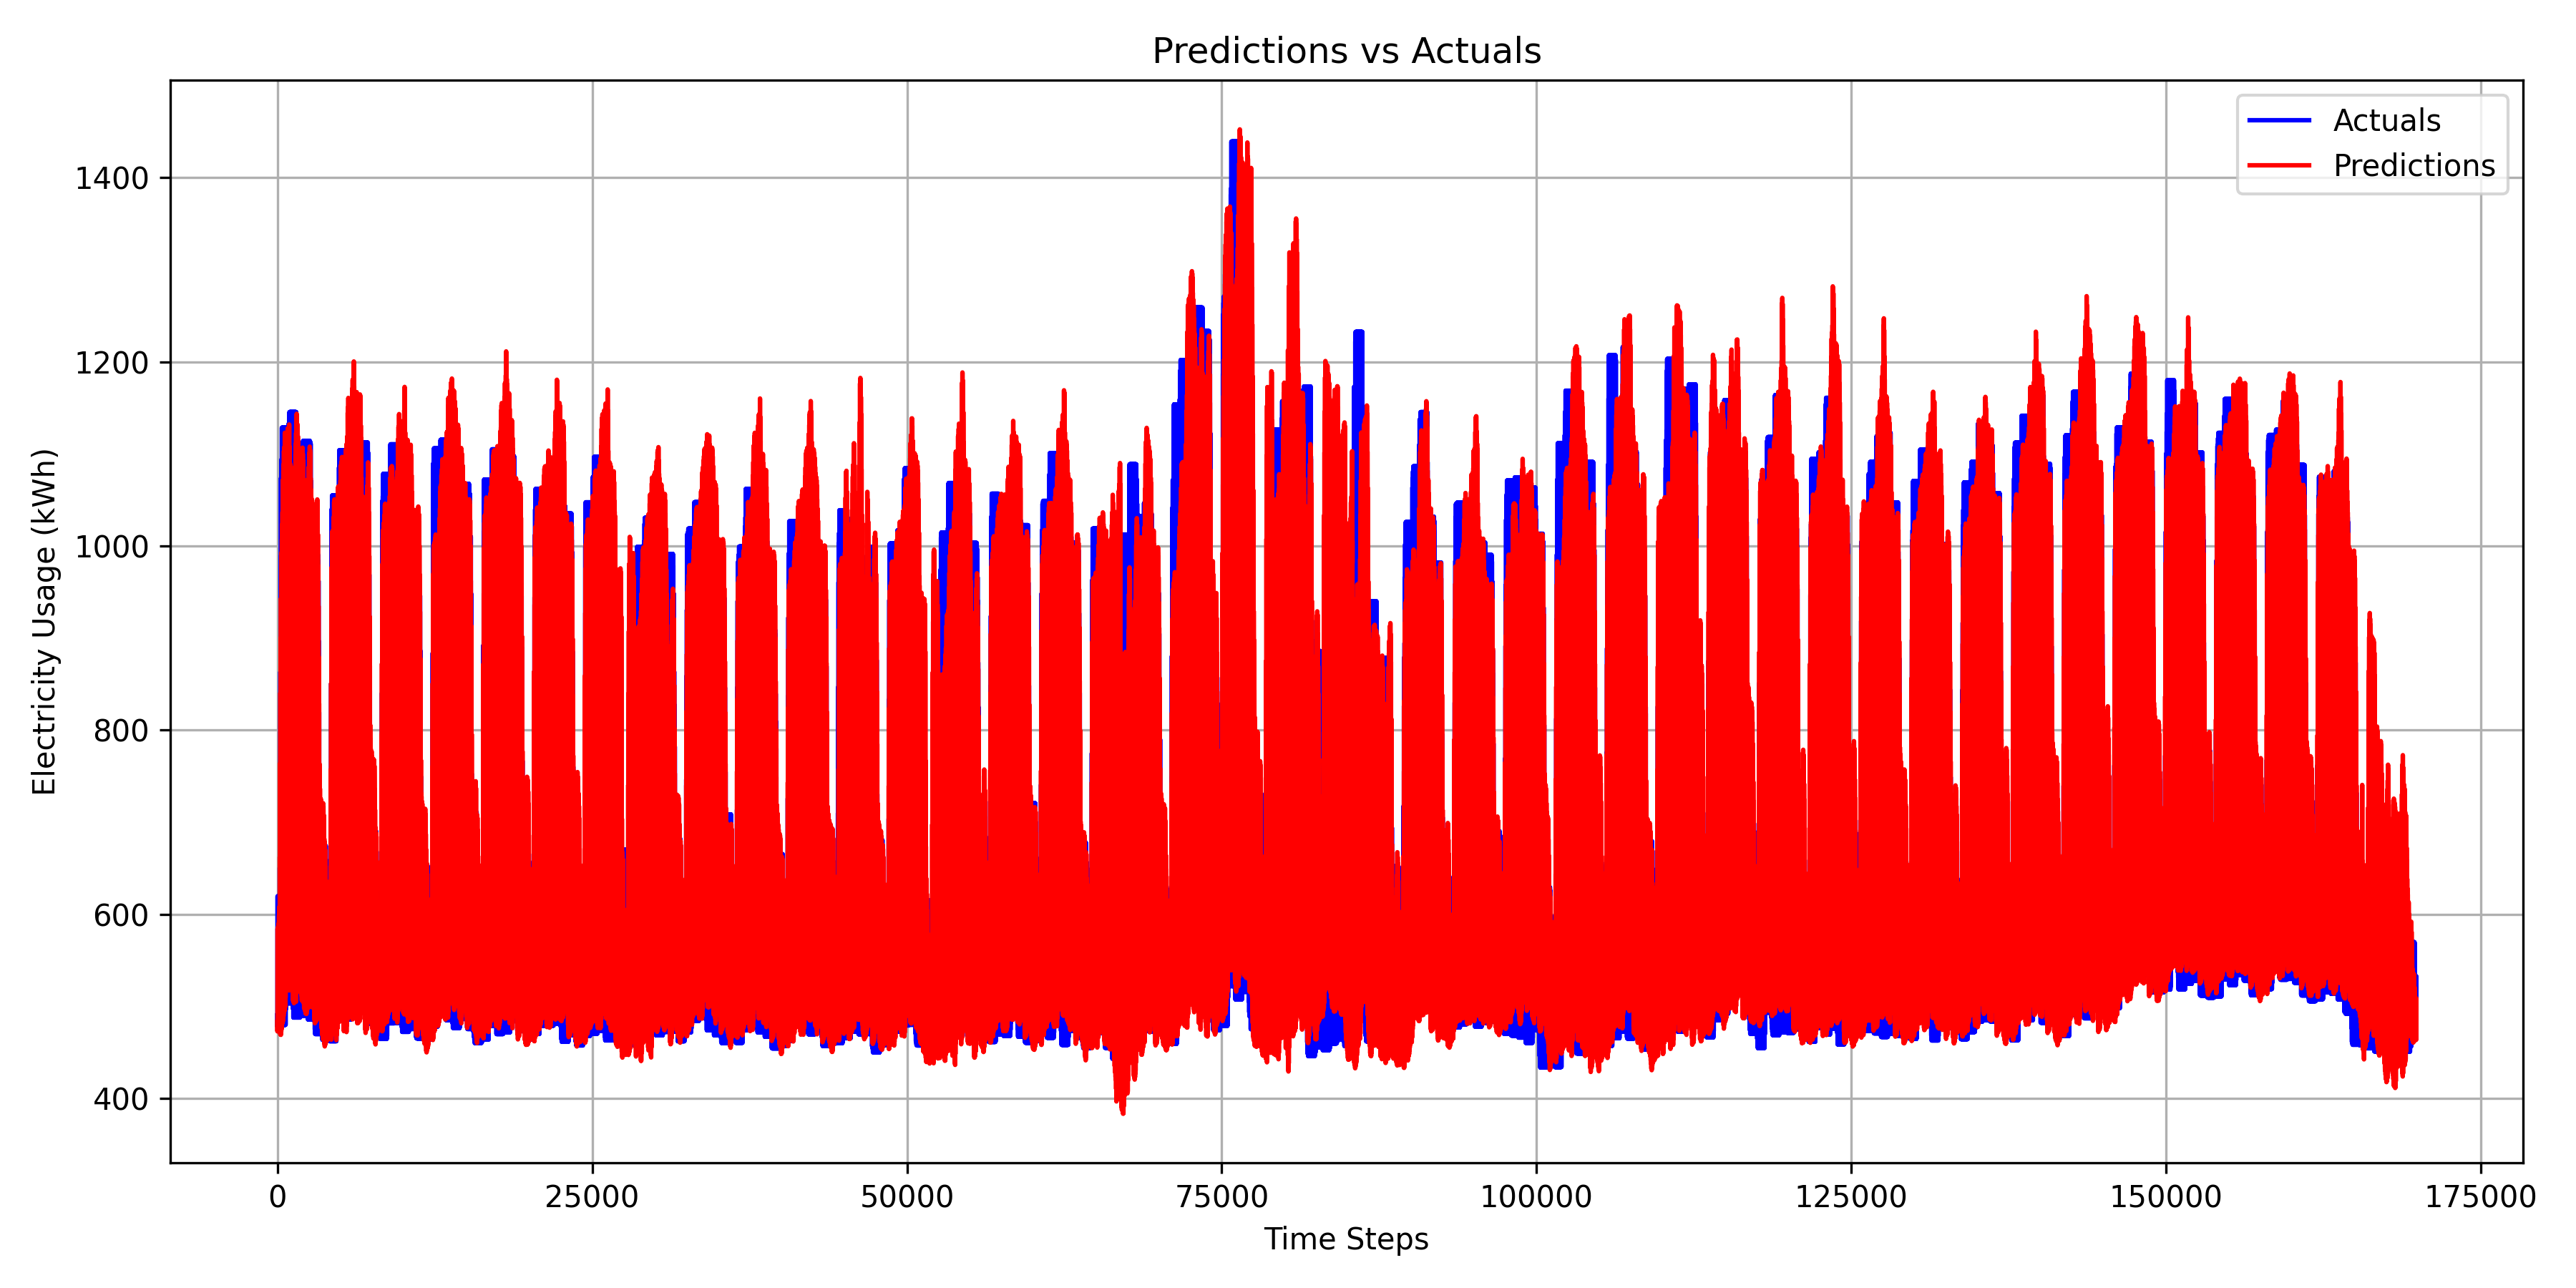 Predictions vs Actuals
Actuals
Predictions
Electricity Usage (kWh)
1400
1200
1000
800
600
400
0
25000
50000
75000
100000
125000
150000
175000
Time Steps